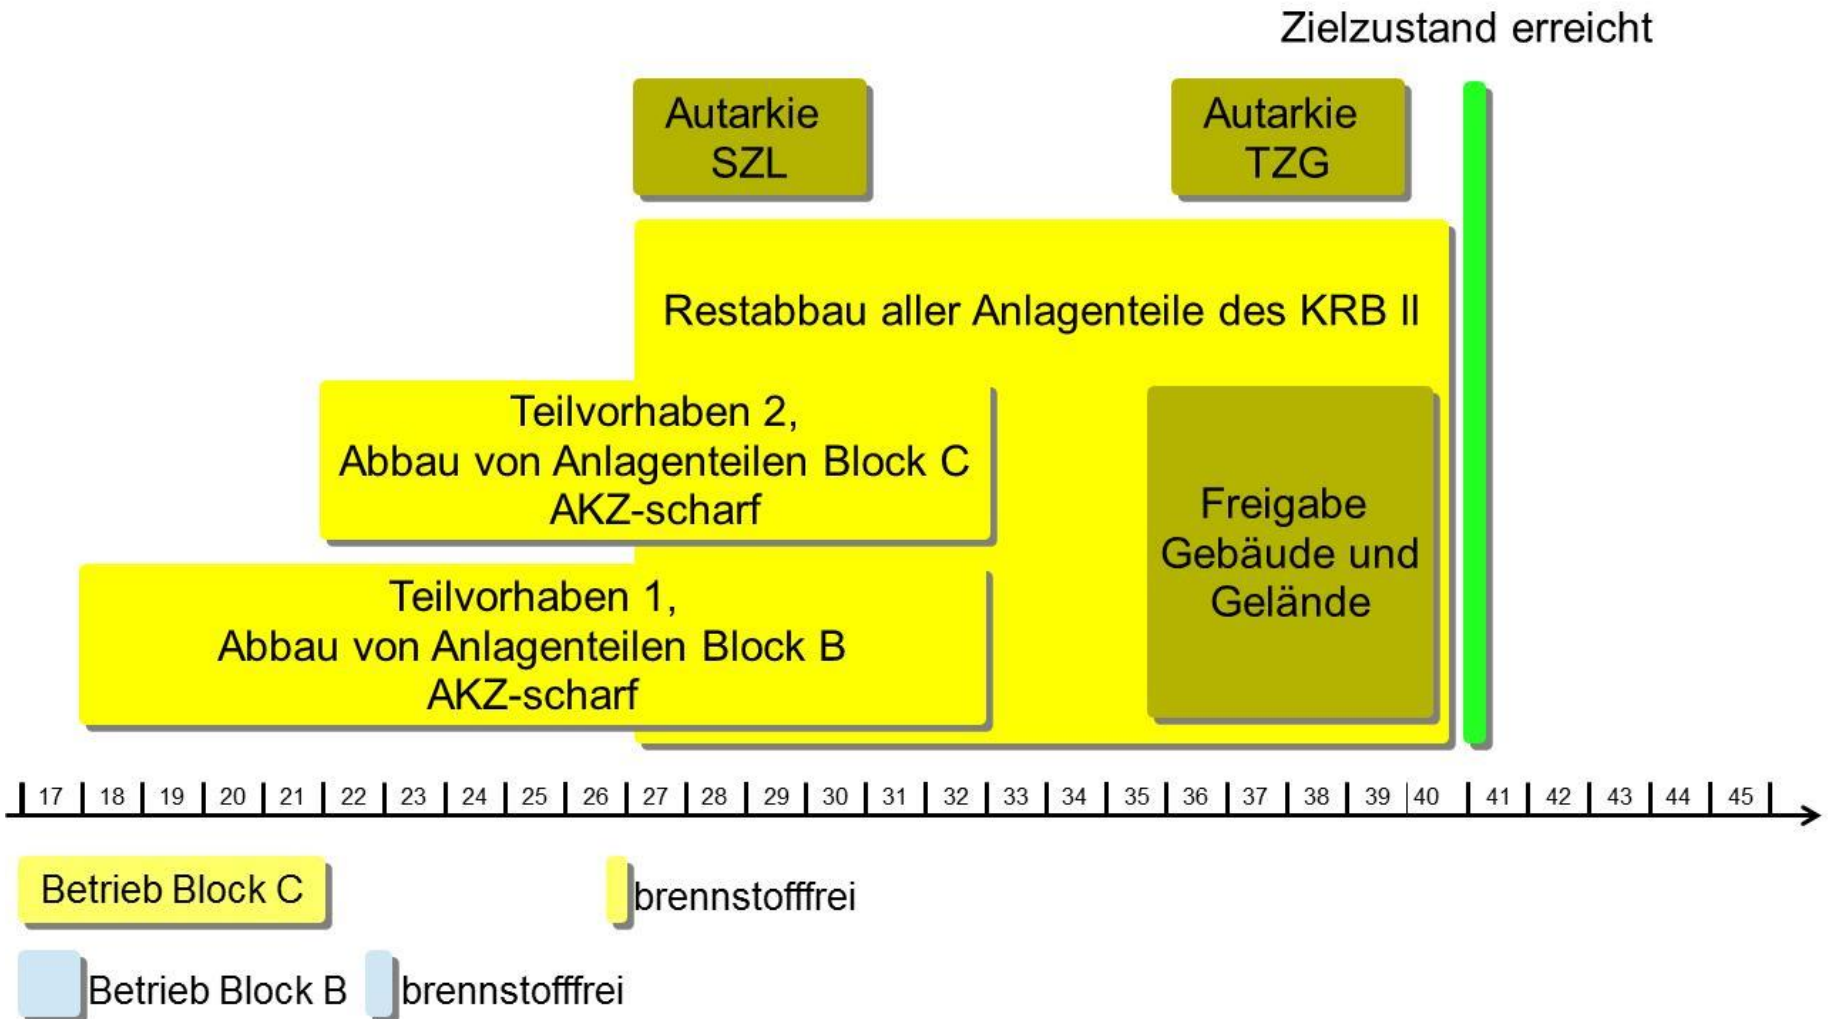 Zielzustand erreicht
Autarkie
SZL
Autarkie
TZG
Restabbau aller Anlagenteile des KRB II
Teilvorhaben 2,
Abbau von Anlagenteilen Block C
AKZ-scharf
Freigabe
Gebäude und
Gelände
Teilvorhaben 1,
Abbau von Anlagenteilen Block B
AKZ-scharf
17 18 19 20 21 22 23 24 25 26 27 28 29 30 31 32 33 34 35 36 37 38 39 40 41 42 43 44 45
Betrieb Block C
brennstofffrei
Betrieb Block B
brennstofffrei